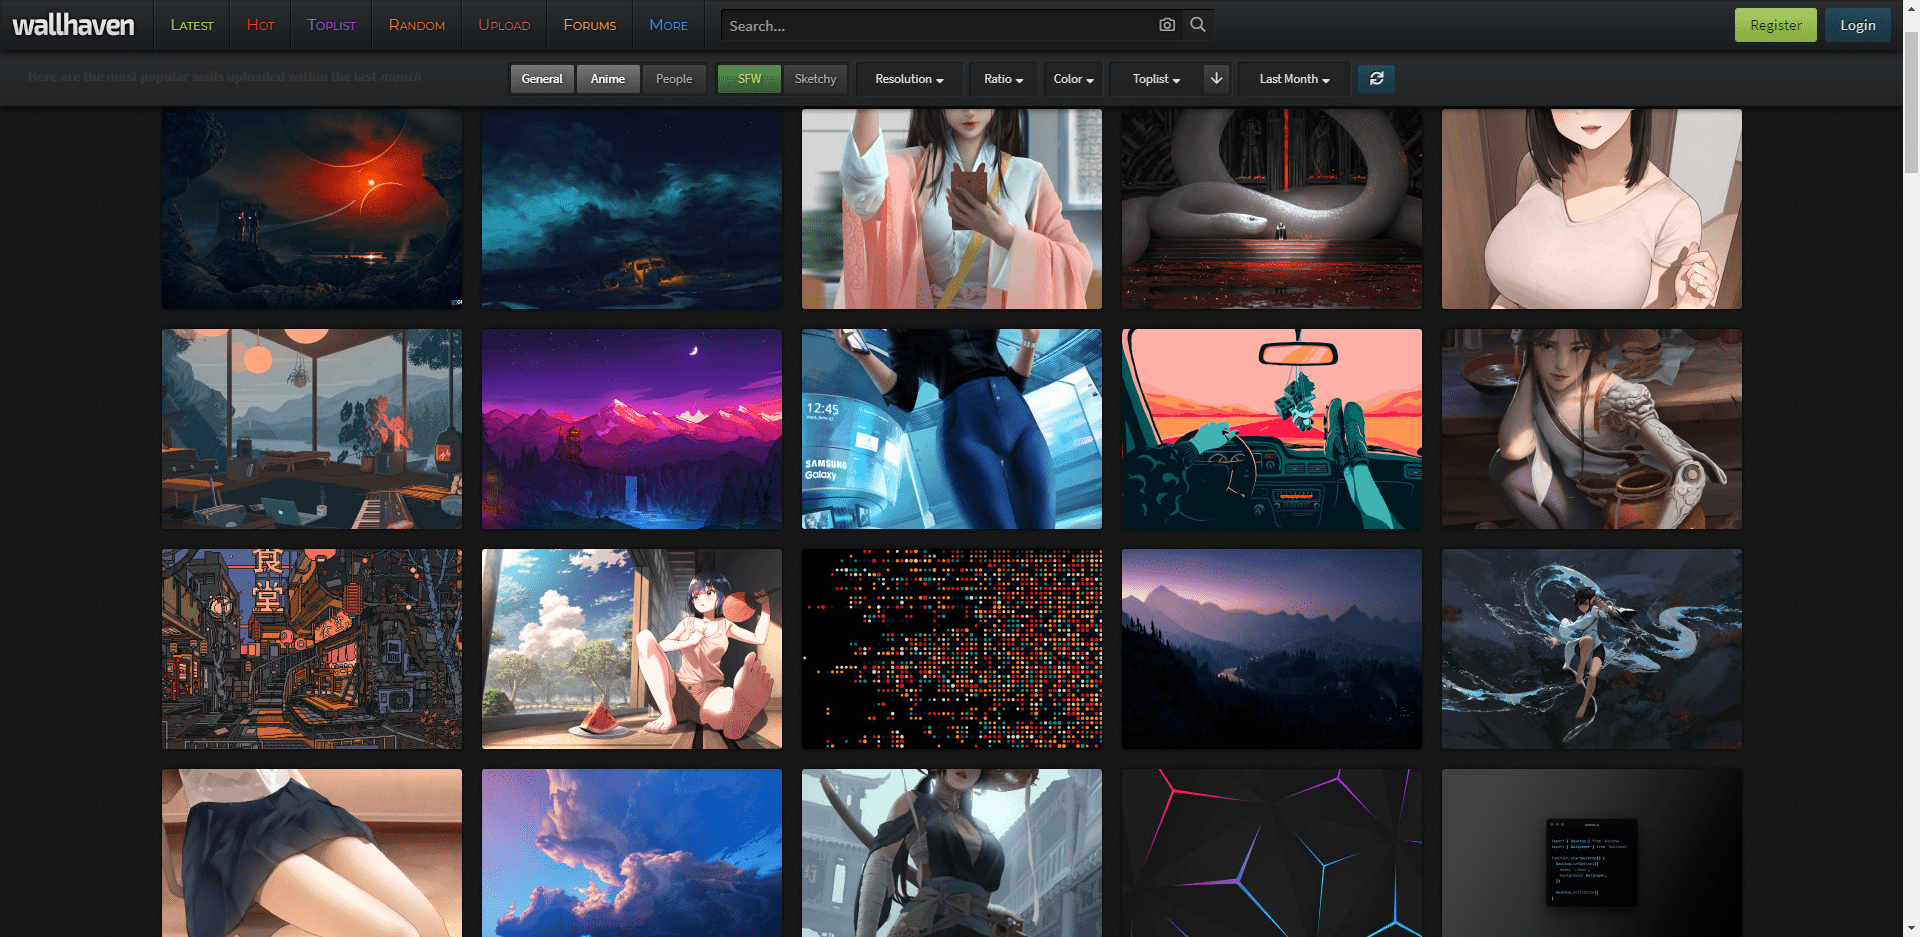 wallhaven Latest Hot Toplist Random Upload Forums More Search... Register Login
Here are the most popular walls uploaded within the last month
General Anime People SFW Sketchy Resolution Ratio Color Toplist Last Month
12:45
SAMSUNG
Galaxy
食
堂